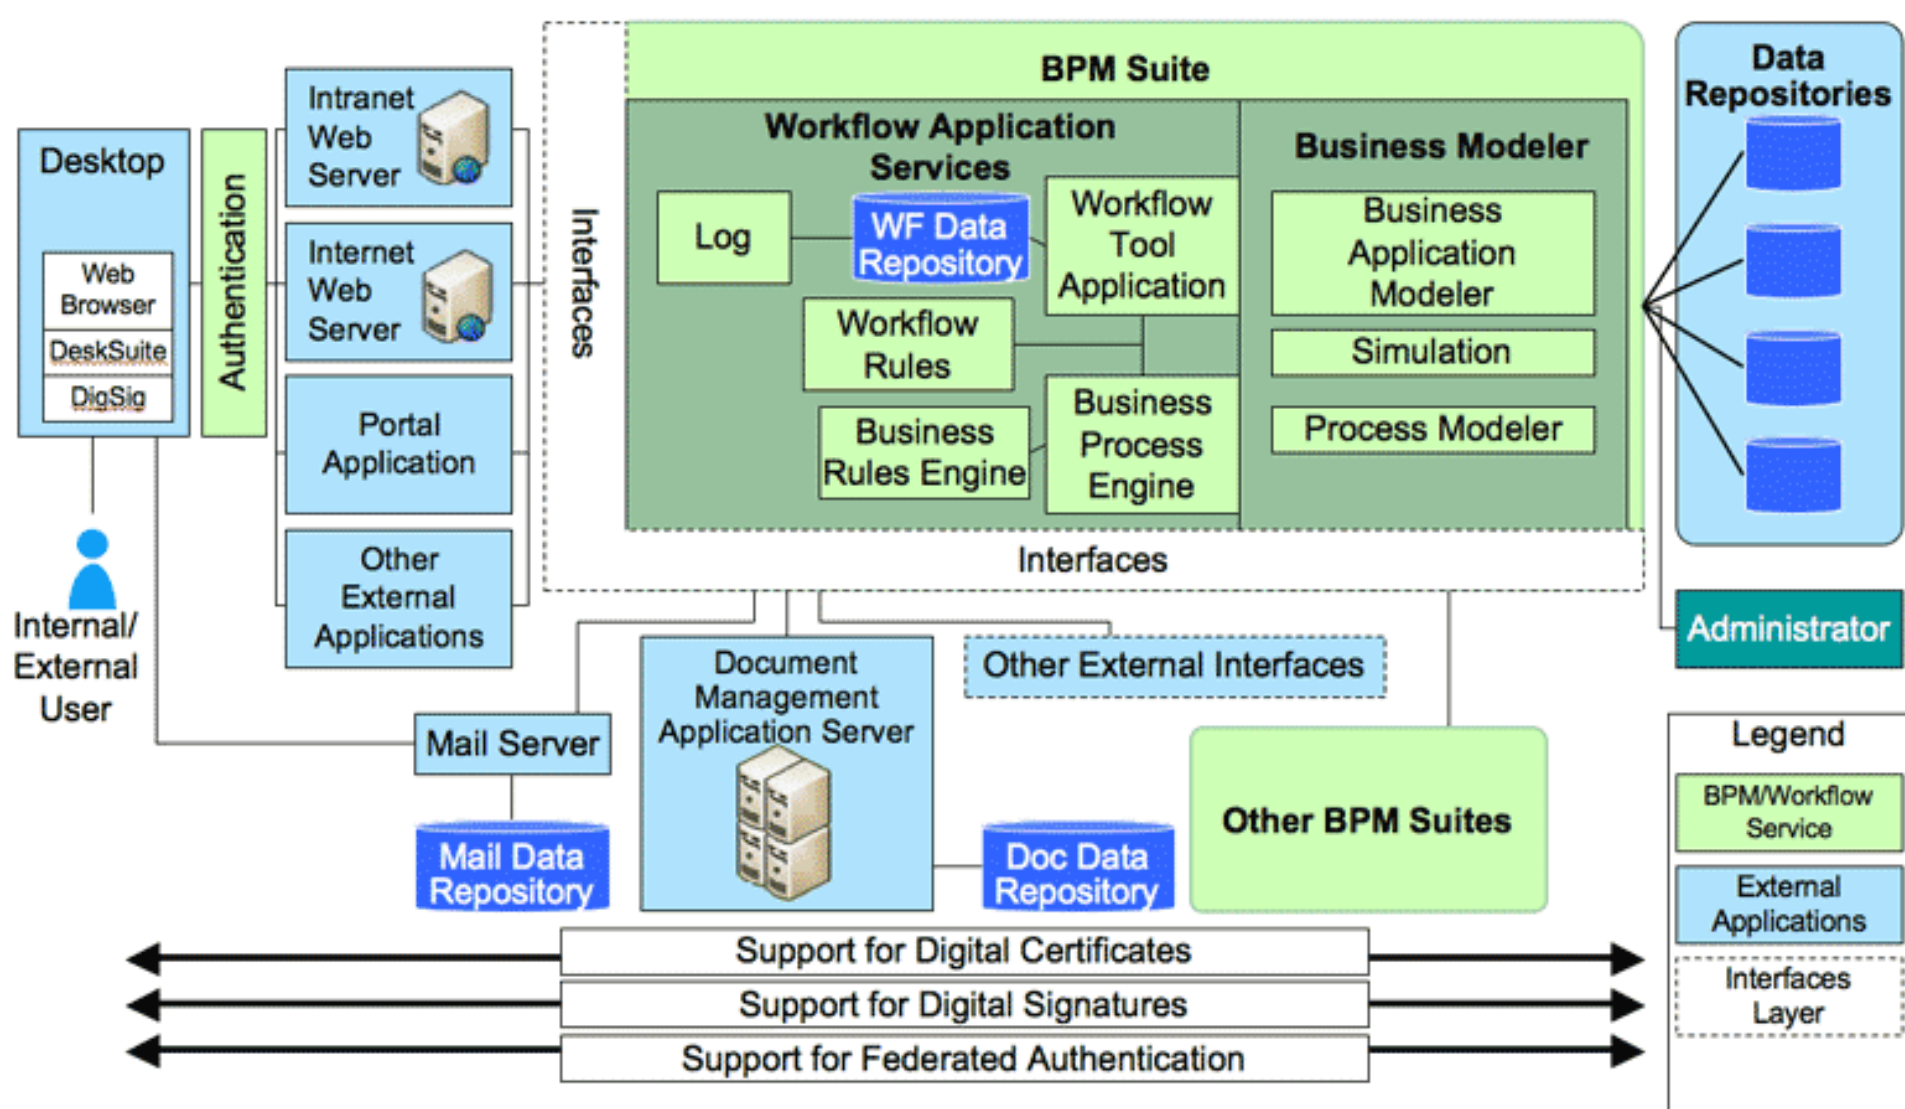 Desktop
Web
Browser
DeskSuite
DigSig
Internal/
External
User
Authentication
Intranet
Web
Server
Internet
Web
Server
Portal
Application
Other
External
Applications
Interfaces
BPM Suite
Workflow Application
Services
Log
WF Data
Repository
Workflow
Tool
Application
Workflow
Rules
Business
Rules Engine
Business
Process
Engine
Business Modeler
Business
Application
Modeler
Simulation
Process Modeler
Interfaces
Data
Repositories
Administrator
Mail Server
Mail Data
Repository
Document
Management
Application Server
Doc Data
Repository
Other External Interfaces
Other BPM Suites
Support for Digital Certificates
Support for Digital Signatures
Support for Federated Authentication
Legend
BPM/Workflow
Service
External
Applications
Interfaces
Layer